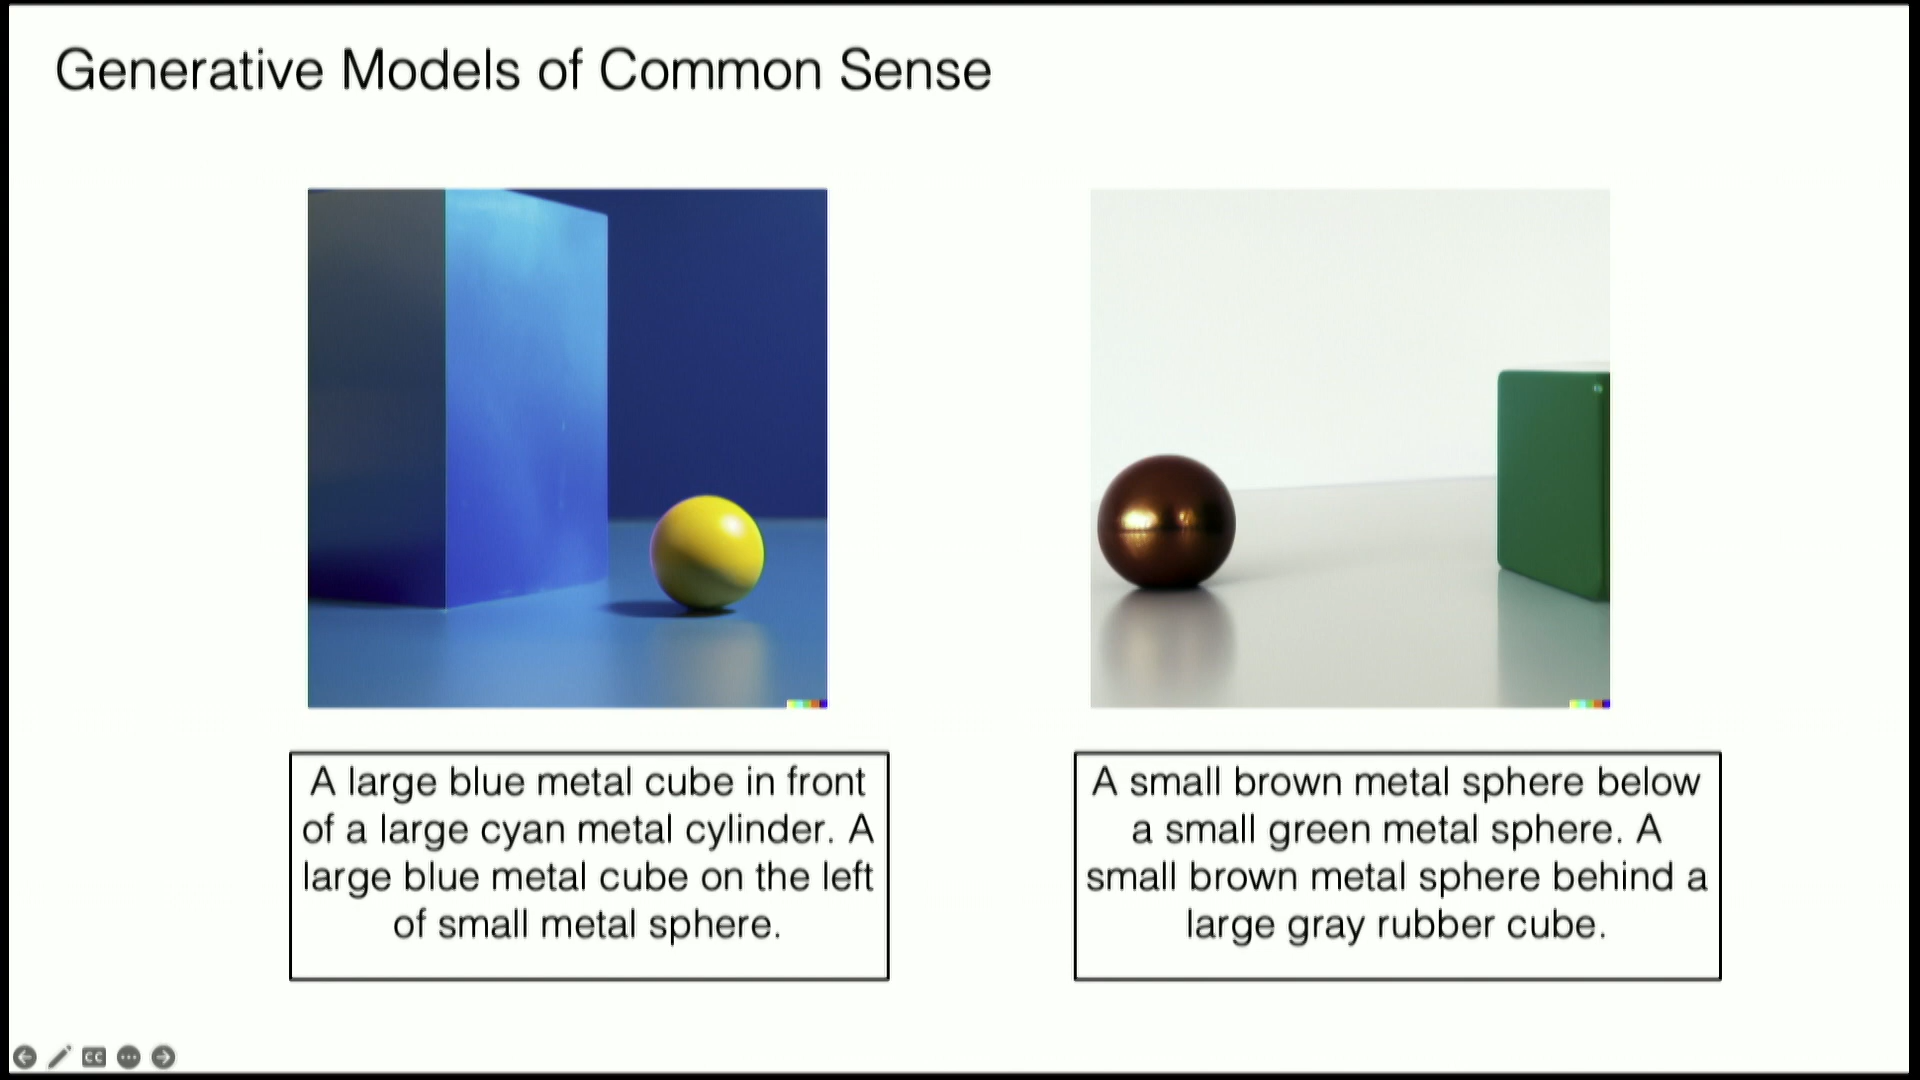 Generative Models of Common Sense
A large blue metal cube in front
of a large cyan metal cylinder. A
large blue metal cube on the left
of small metal sphere.
A small brown metal sphere below
a small green metal sphere. A
small brown metal sphere behind a
large gray rubber cube.
CC